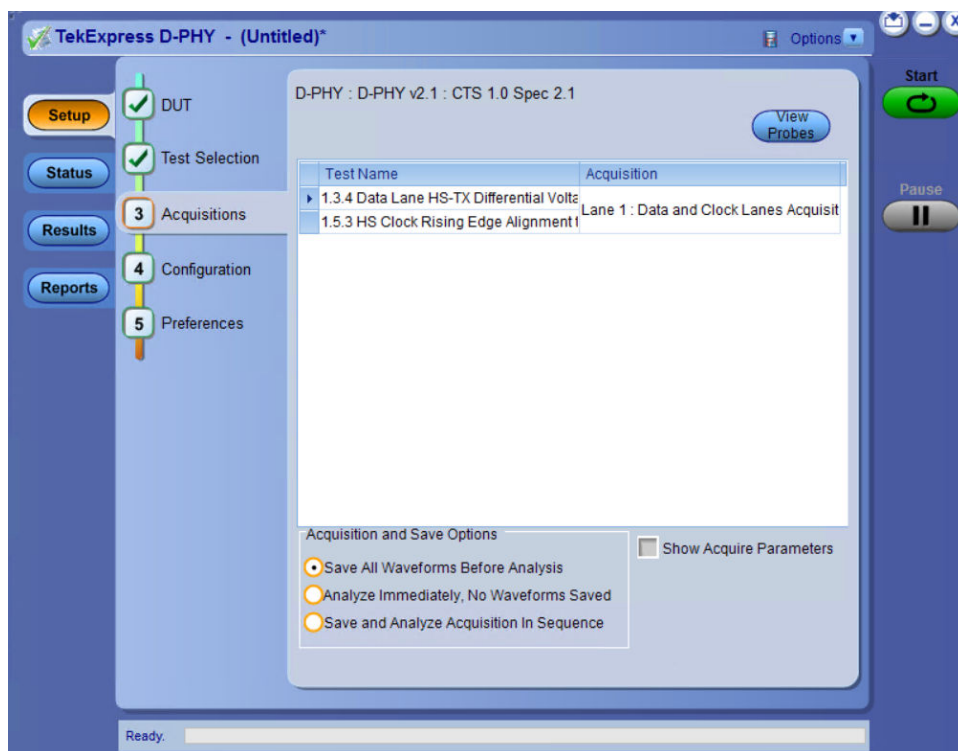 TekExpress D-PHY - (Untitled)*
Options
Start
Pause
Setup
Status
Results
Reports
DUT
Test Selection
3 Acquisitions
4 Configuration
5 Preferences
D-PHY : D-PHY v2.1 : CTS 1.0 Spec 2.1
View
Probes
Test Name Acquisition
1.3.4 Data Lane HS-TX Differential Volta
Lane 1 : Data and Clock Lanes Acquisit
1.5.3 HS Clock Rising Edge Alignment t
Acquisition and Save Options
Save All Waveforms Before Analysis
Analyze Immediately, No Waveforms Saved
Save and Analyze Acquisition In Sequence
Show Acquire Parameters
Ready.